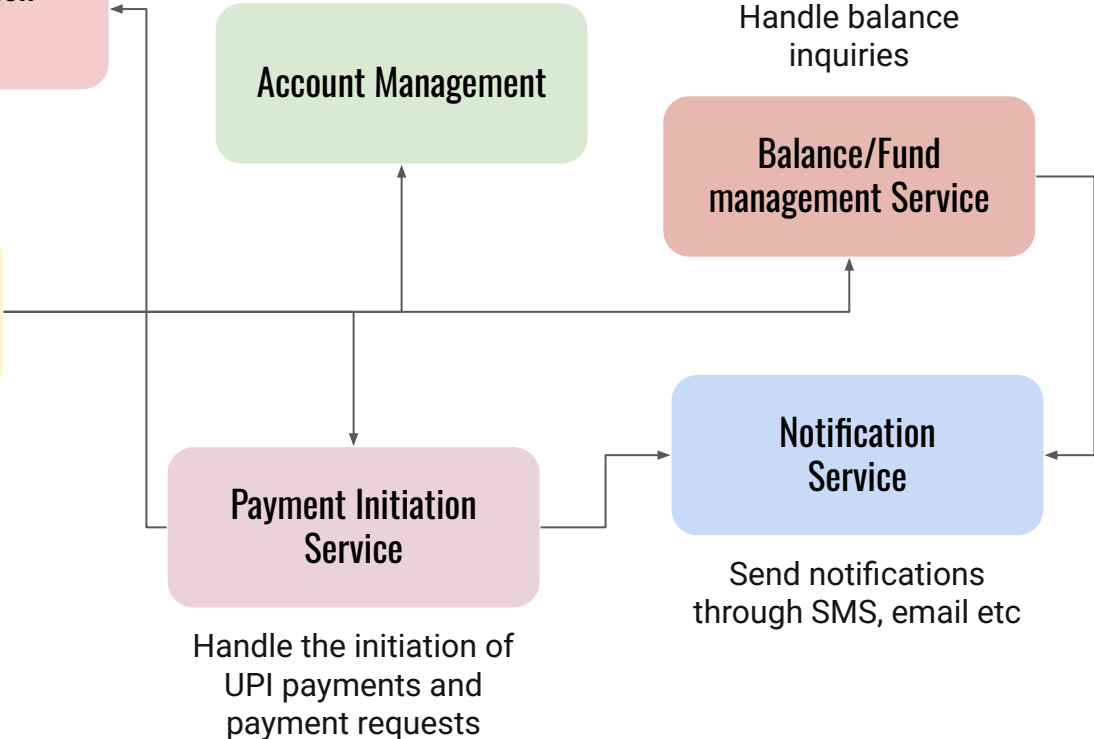 Account Management
Handle balance
inquiries
Balance/Fund
management Service
Notification
Service
Send notifications
through SMS, email etc
Payment Initiation
Service
Handle the initiation of
UPI payments and
payment requests